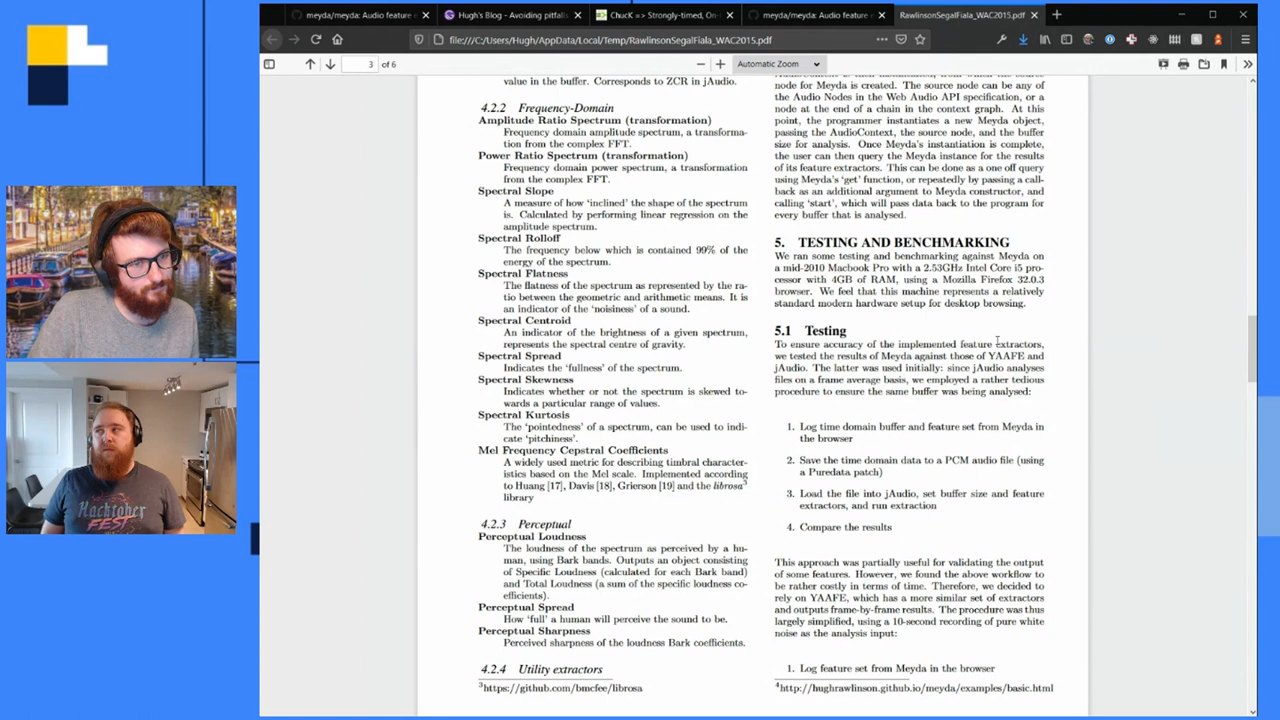 meyda/meyda: Audio feature e
Hugh's Blog - Avoiding pitfall
ChucK => Strongly-timed, On-
meyda/meyda: Audio feature e
RawlinsonSegalFiala_WAC2015.pdf
file:///C:/Users/Hugh/AppData/Local/Temp/RawlinsonSegalFiala_WAC2015.pdf
3 of 6
Automatic Zoom
value in the buffer. Corresponds to ZCR in jAudio.
4.2.2 Frequency-Domain
Amplitude Ratio Spectrum (transformation)
Frequency domain amplitude spectrum, a transforma-
tion from the complex FFT.
Power Ratio Spectrum (transformation)
Frequency domain power spectrum, a transformation
from the complex FFT.
Spectral Slope
A measure of how 'inclined' the shape of the spectrum
is. Calculated by performing linear regression on the
amplitude spectrum.
Spectral Rolloff
The frequency below which is contained 99% of the
energy of the spectrum.
Spectral Flatness
The flatness of the spectrum as represented by the ra-
tio between the geometric and arithmetic means. It is
an indicator of the 'noisiness' of a sound.
Spectral Centroid
An indicator of the brightness of a given spectrum,
represents the spectral centre of gravity.
Spectral Spread
Indicates the 'fullness' of the spectrum.
Spectral Skewness
Indicates whether or not the spectrum is skewed to-
wards a particular range of values.
Spectral Kurtosis
The 'pointedness' of a spectrum, can be used to indi-
cate 'pitchiness'.
Mel Frequency Cepstral Coefficients
A widely used metric for describing timbral character-
istics based on the Mel scale. Implemented according
to Huang [17], Davis [18], Grierson [19] and the librosa3
library
4.2.3 Perceptual
Perceptual Loudness
The loudness of the spectrum as perceived by a hu-
man, using Bark bands. Outputs an object consisting
of Specific Loudness (calculated for each Bark band)
and Total Loudness (a sum of the specific loudness co-
efficients).
Perceptual Spread
How 'full' a human will perceive the sound to be.
Perceptual Sharpness
Perceived sharpness of the loudness Bark coefficients.
4.2.4 Utility extractors
3https://github.com/bmcfee/librosa
AudioContext is then instantiated, from which the source
node for Meyda is created. The source node can be any of
the Audio Nodes in the Web Audio API specification, or a
node at the end of a chain in the context graph. At this
point, the programmer instantiates a new Meyda object,
passing the AudioContext, the source node, and the buffer
size for analysis. Once Meyda's instantiation is complete,
the user can then query the Meyda instance for the results
of its feature extractors. This can be done as a one off query
using Meyda's 'get' function, or repeatedly by passing a call-
back as an additional argument to Meyda constructor, and
calling 'start', which will pass data back to the program for
every buffer that is analysed.
5. TESTING AND BENCHMARKING
We ran some testing and benchmarking against Meyda on
a mid-2010 Macbook Pro with a 2.53GHz Intel Core i5 pro-
cessor with 4GB of RAM, using a Mozilla Firefox 32.0.3
browser. We feel that this machine represents a relatively
standard modern hardware setup for desktop browsing.
5.1 Testing
To ensure accuracy of the implemented feature extractors,
we tested the results of Meyda against those of YAAFE and
jAudio. The latter was used initially: since jAudio analyses
files on a frame average basis, we employed a rather tedious
procedure to ensure the same buffer was being analysed:
1. Log time domain buffer and feature set from Meyda in
the browser
2. Save the time domain data to a PCM audio file (using
a Puredata patch)
3. Load the file into jAudio, set buffer size and feature
extractors, and run extraction
4. Compare the results
This approach was partially useful for validating the output
of some features. However, we found the above workflow to
be rather costly in terms of time. Therefore, we decided to
rely on YAAFE, which has a more similar set of extractors
and outputs frame-by-frame results. The procedure was thus
largely simplified, using a 10-second recording of pure white
noise as the analysis input:
1. Log feature set from Meyda in the browser
4http://hughrawlinson.github.io/meyda/examples/basic.html
Hacktober
FEST